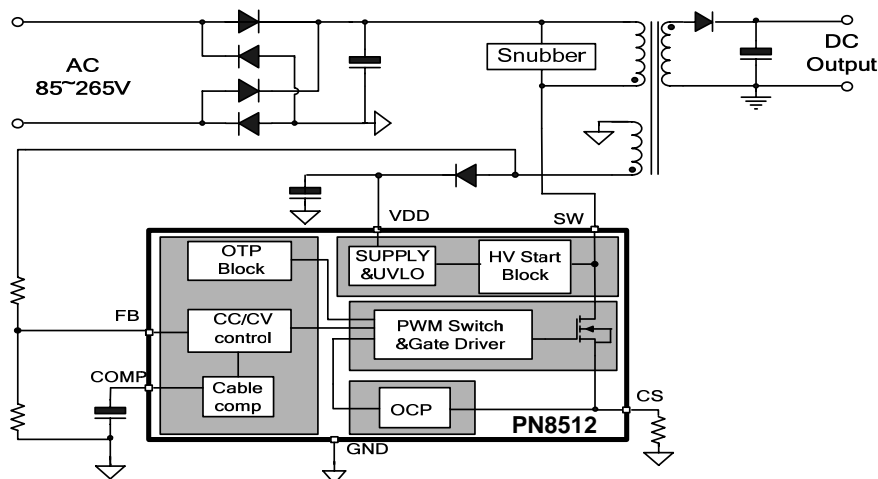 AC
85~265V
Snubber
DC
Output
VDD
SW
OTP
Block
SUPPLY
&UVLO
HV Start
Block
FB
CC/CV
control
PWM Switch
&Gate Driver
COMP
Cable
comp
OCP
CS
PN8512
GND